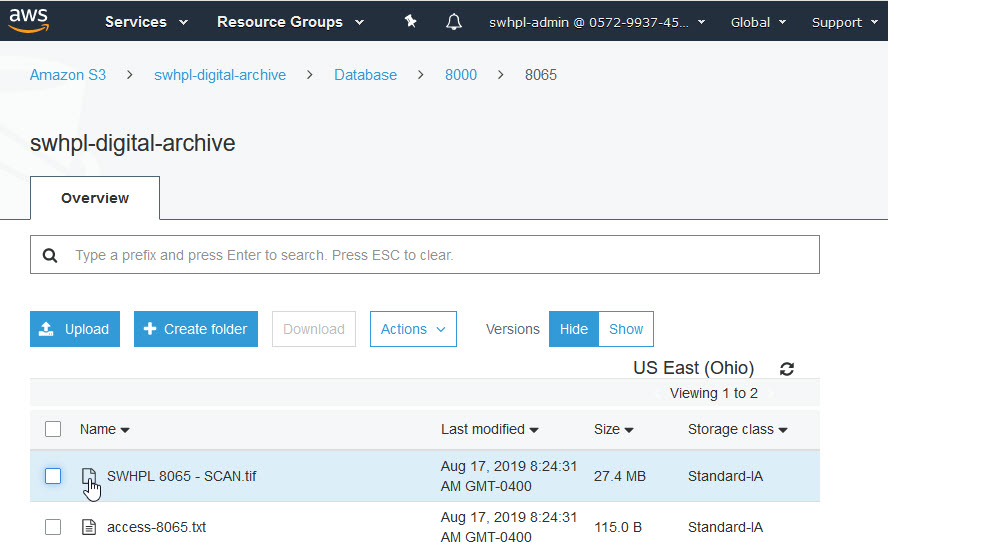 aws Services Resource Groups swhpl-admin @ 0572-9937-45... Global Support
Amazon S3 > swhpl-digital-archive > Database > 8000 > 8065
swhpl-digital-archive
Overview
Type a prefix and press Enter to search. Press ESC to clear.
Upload Create folder Download Actions Versions Hide Show
US East (Ohio)
Viewing 1 to 2
Name Last modified Size Storage class
SWHPL 8065 - SCAN.tif Aug 17, 2019 8:24:31 AM GMT-0400 27.4 MB Standard-IA
access-8065.txt Aug 17, 2019 8:24:31 AM GMT-0400 115.0 B Standard-IA